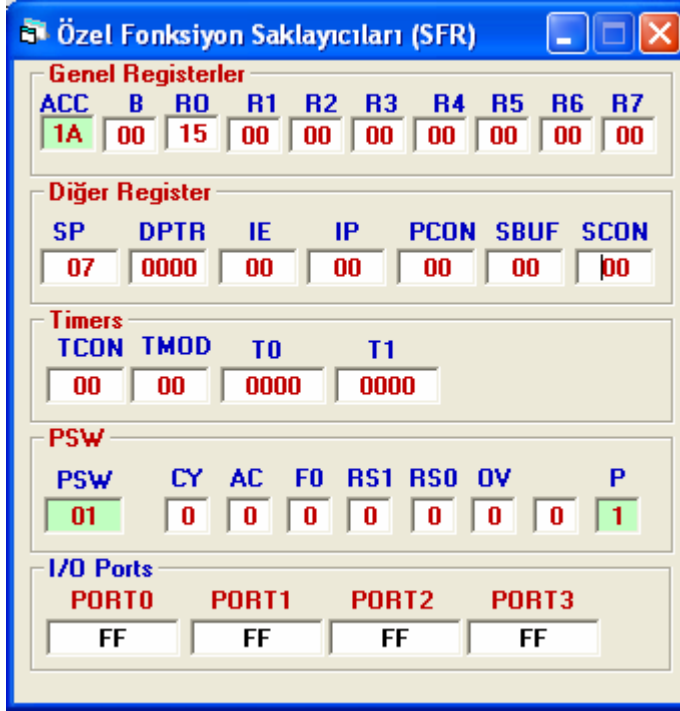 Özel Fonksiyon Saklayıcıları (SFR)
Genel Registerler
ACC B R0 R1 R2 R3 R4 R5 R6 R7
1A 00 15 00 00 00 00 00 00 00
Diğer Register
SP DPTR IE IP PCON SBUF SCON
07 0000 00 00 00 00 00
Timers
TCON TMOD T0 T1
00 00 0000 0000
PSW
PSW CY AC F0 RS1 RS0 OV P
01 0 0 0 0 0 0 0 1
I/O Ports
PORT0 PORT1 PORT2 PORT3
FF FF FF FF